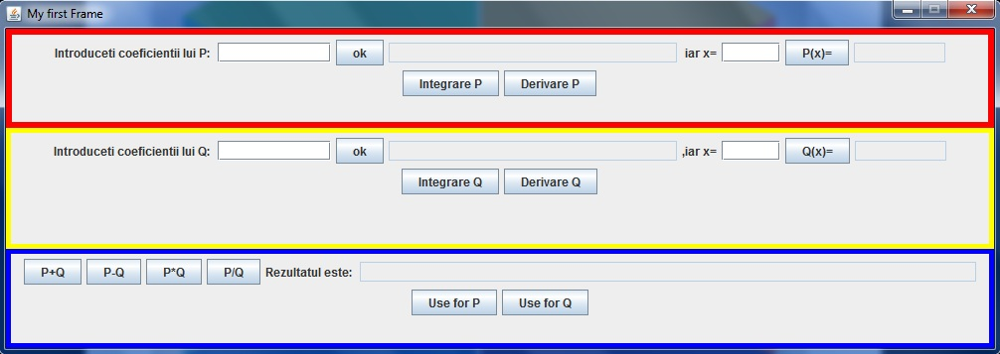 My first Frame
Introduceti coeficientii lui P: ok iar x= P(x)=
Integrare P Derivare P
Introduceti coeficientii lui Q: ok ,iar x= Q(x)=
Integrare Q Derivare Q
P+Q P-Q P*Q P/Q Rezultatul este:
Use for P Use for Q